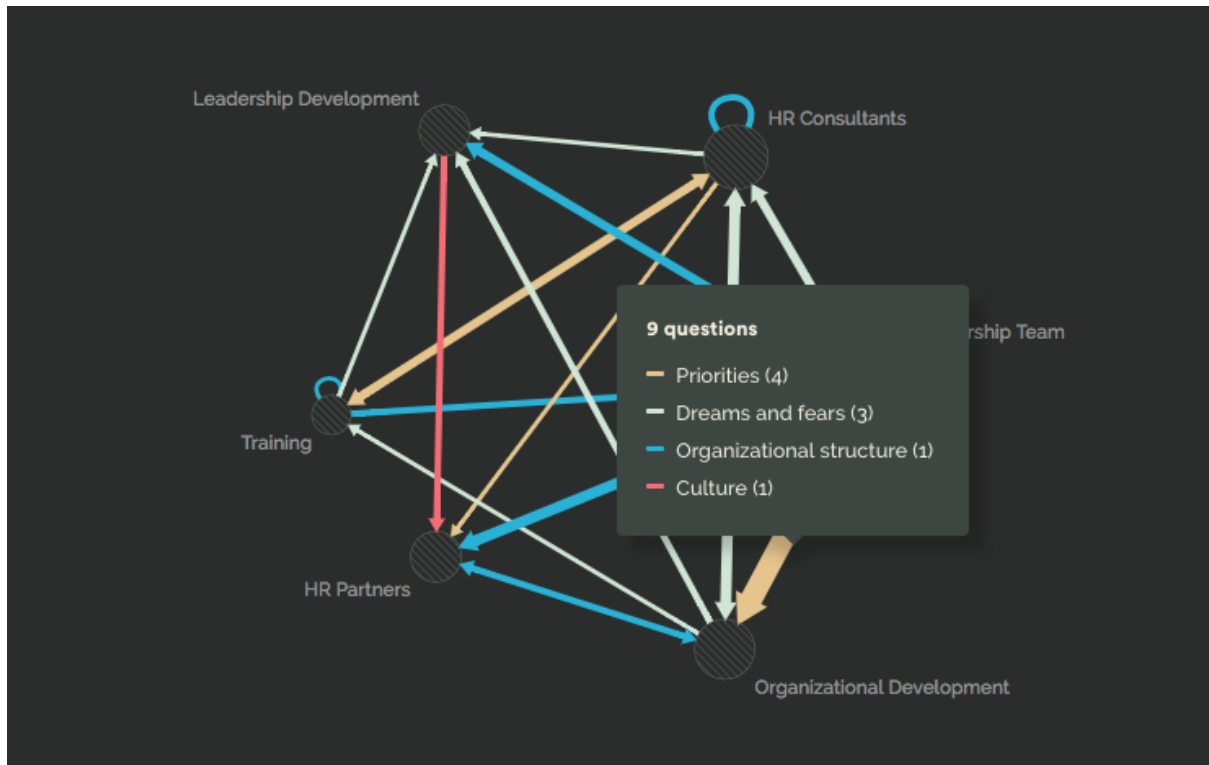 Leadership Development
HR Consultants
9 questions
rship Team
Priorities (4)
Dreams and fears (3)
Organizational structure (1)
Culture (1)
Training
HR Partners
Organizational Development